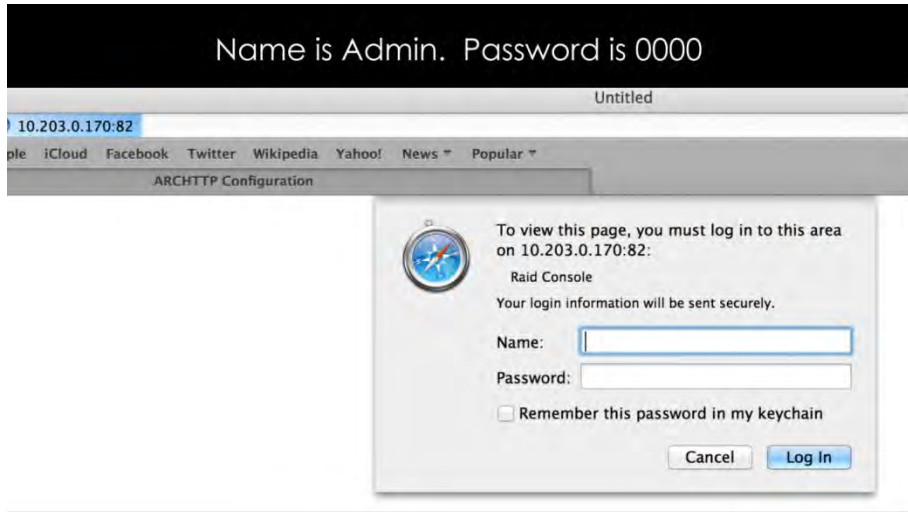 Name is Admin. Password is 0000
Untitled
10.203.0.170:82
ple iCloud Facebook Twitter Wikipedia Yahoo! News Popular
ARCHTTP Configuration
To view this page, you must log in to this area
on 10.203.0.170:82:
Raid Console
Your login information will be sent securely.
Name:
Password:
Remember this password in my keychain
Cancel Log In